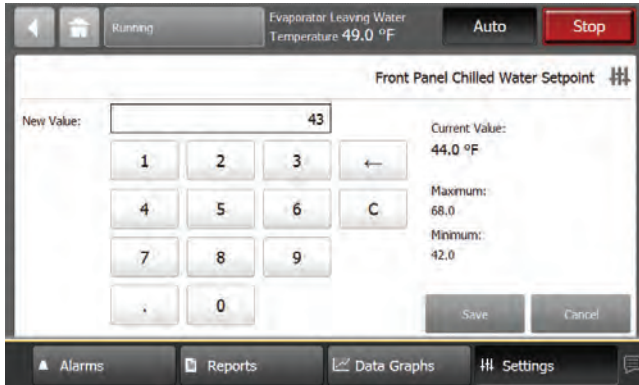 Running
Evaporator Leaving Water
Temperature 49.0 °F
Auto
Stop
Front Panel Chilled Water Setpoint
New Value:
43
Current Value:
44.0 °F
Maximum:
68.0
Minimum:
42.0
1 2 3 ←
4 5 6 C
7 8 9
. 0
Save
Cancel
Alarms
Reports
Data Graphs
Settings